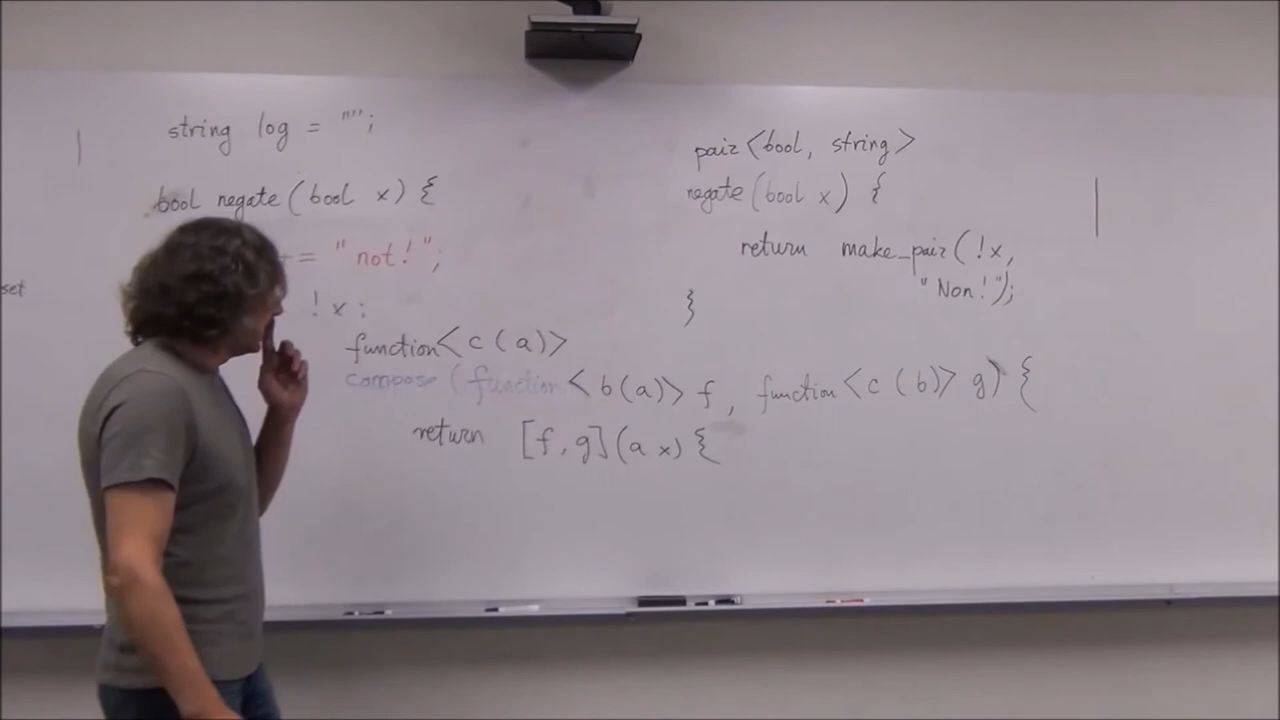 string log = "";
bool negate (bool x) {
+= "not!";
! x :
set
pair <bool, string>
negate (bool x) {
return make_pair ( !x,
"Non!");
}
function< c (a)>
compose (function < b(a)> f , function < c (b)> g) {
return [f, g](a x) {